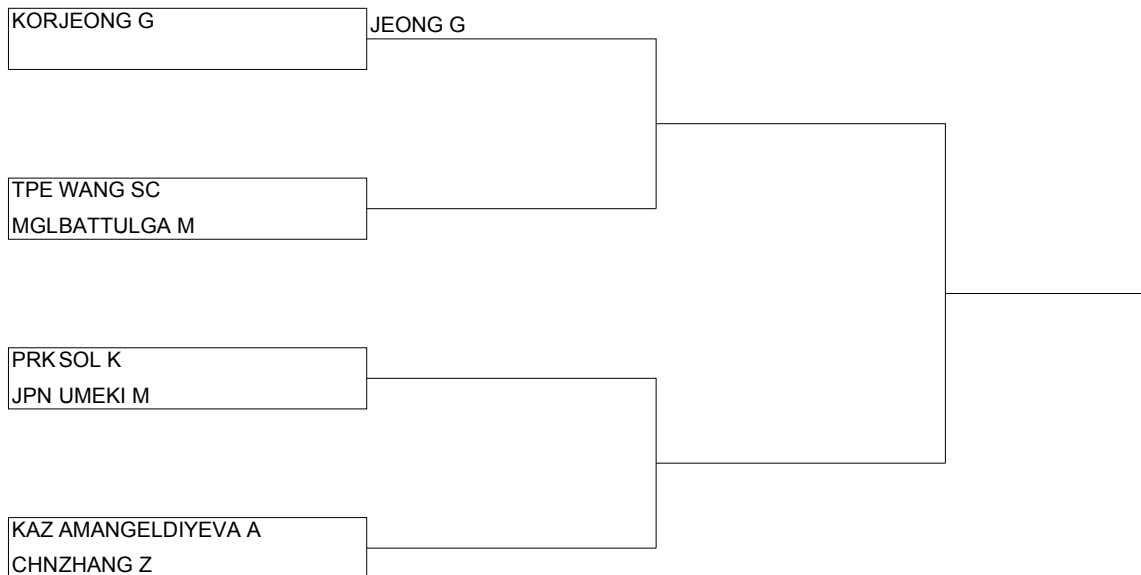 KORJEONG G
JEONG G
TPE WANG SC
MGLBATTULGA M
PRK SOL K
JPN UMEKI M
KAZ AMANGELDIYEVA A
CHNZHANG Z